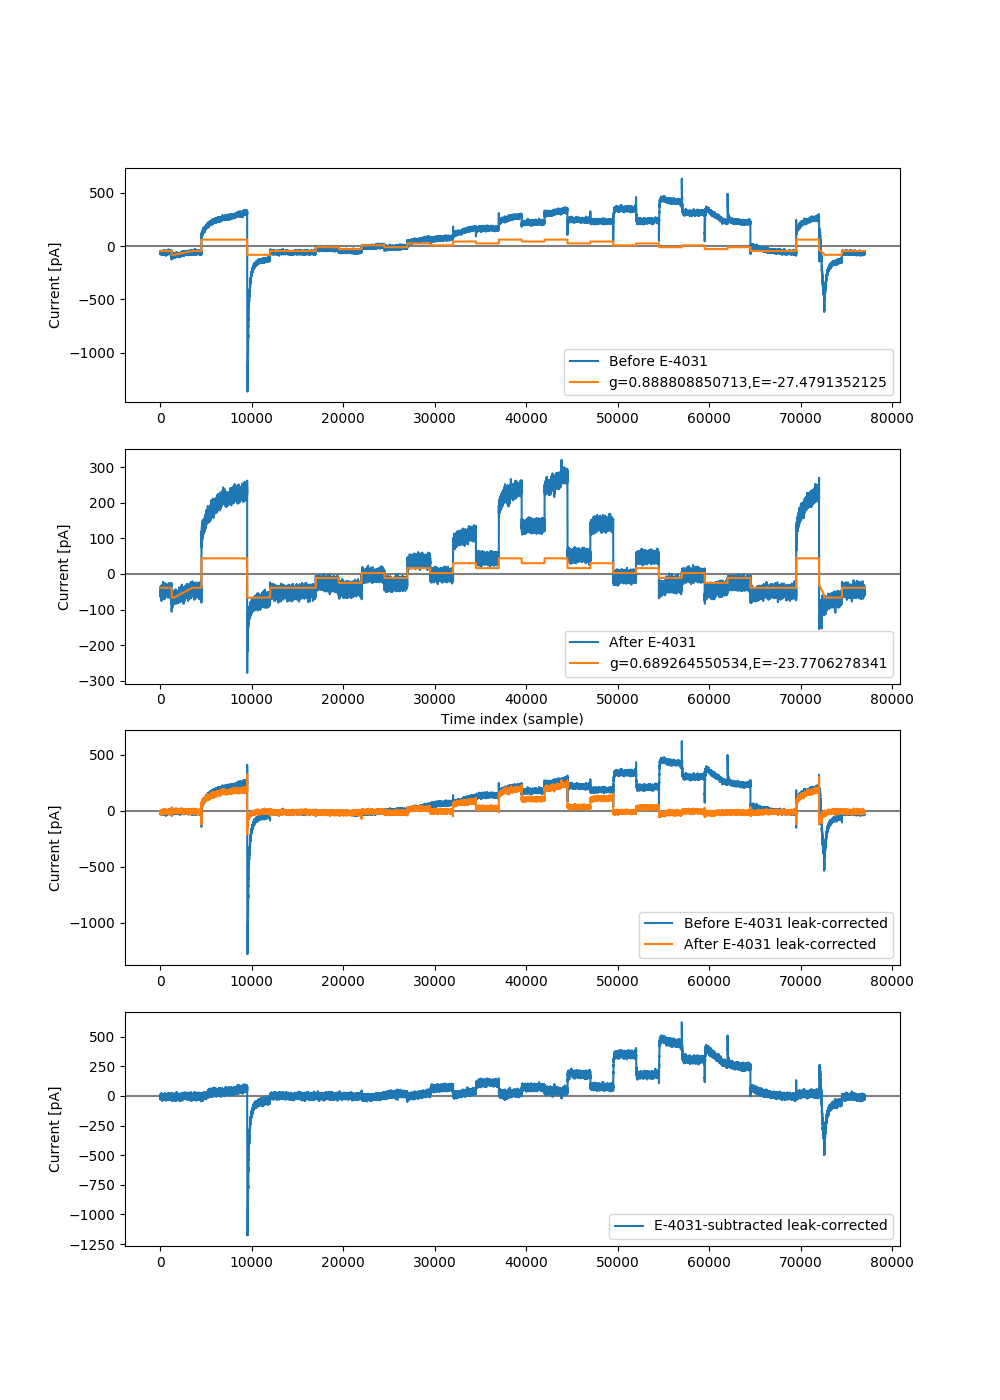 500
0
−500
−1000
Current [pA]
Before E-4031
g=0.888808850713,E=-27.4791352125
0 10000 20000 30000 40000 50000 60000 70000 80000
300
200
100
0
−100
−200
−300
Current [pA]
After E-4031
g=0.689264550534,E=-23.7706278341
0 10000 20000 30000 40000 50000 60000 70000 80000
Time index (sample)
500
0
−500
−1000
Current [pA]
Before E-4031 leak-corrected
After E-4031 leak-corrected
0 10000 20000 30000 40000 50000 60000 70000 80000
500
250
0
−250
−500
−750
−1000
−1250
Current [pA]
E-4031-subtracted leak-corrected
0 10000 20000 30000 40000 50000 60000 70000 80000